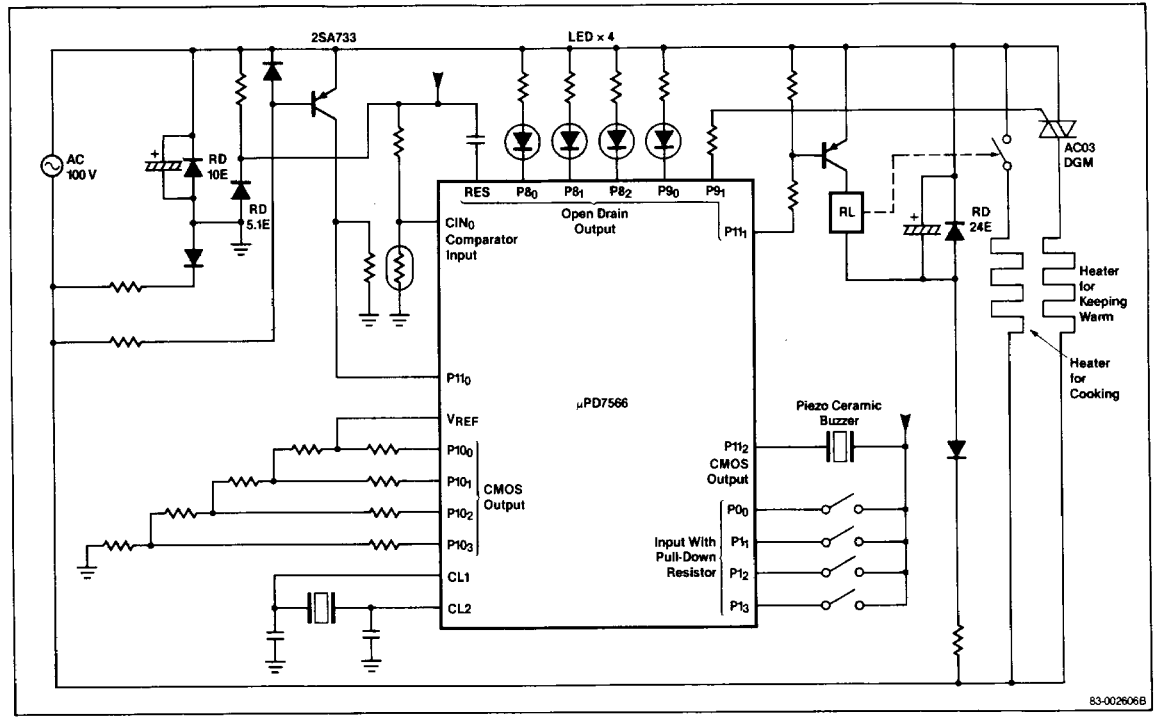 2SA733
LED × 4
AC
100 V
+
RD
10E
RD
5.1E
RES
P8₀
P8₁
P8₂
P9₀
P9₁
Open Drain
Output
P11₁
CIN₀
Comparator
Input
RL
+
RD
24E
AC03
DGM
Heater
for
Keeping
Warm
Heater
for
Cooking
P11₀
μPD7566
VREF
P10₀
P10₁
P10₂
P10₃
CMOS
Output
CL1
CL2
Piezo Ceramic
Buzzer
P11₂
CMOS
Output
P0₀
P1₁
P1₂
P1₃
Input With
Pull-Down
Resistor
83-002606B